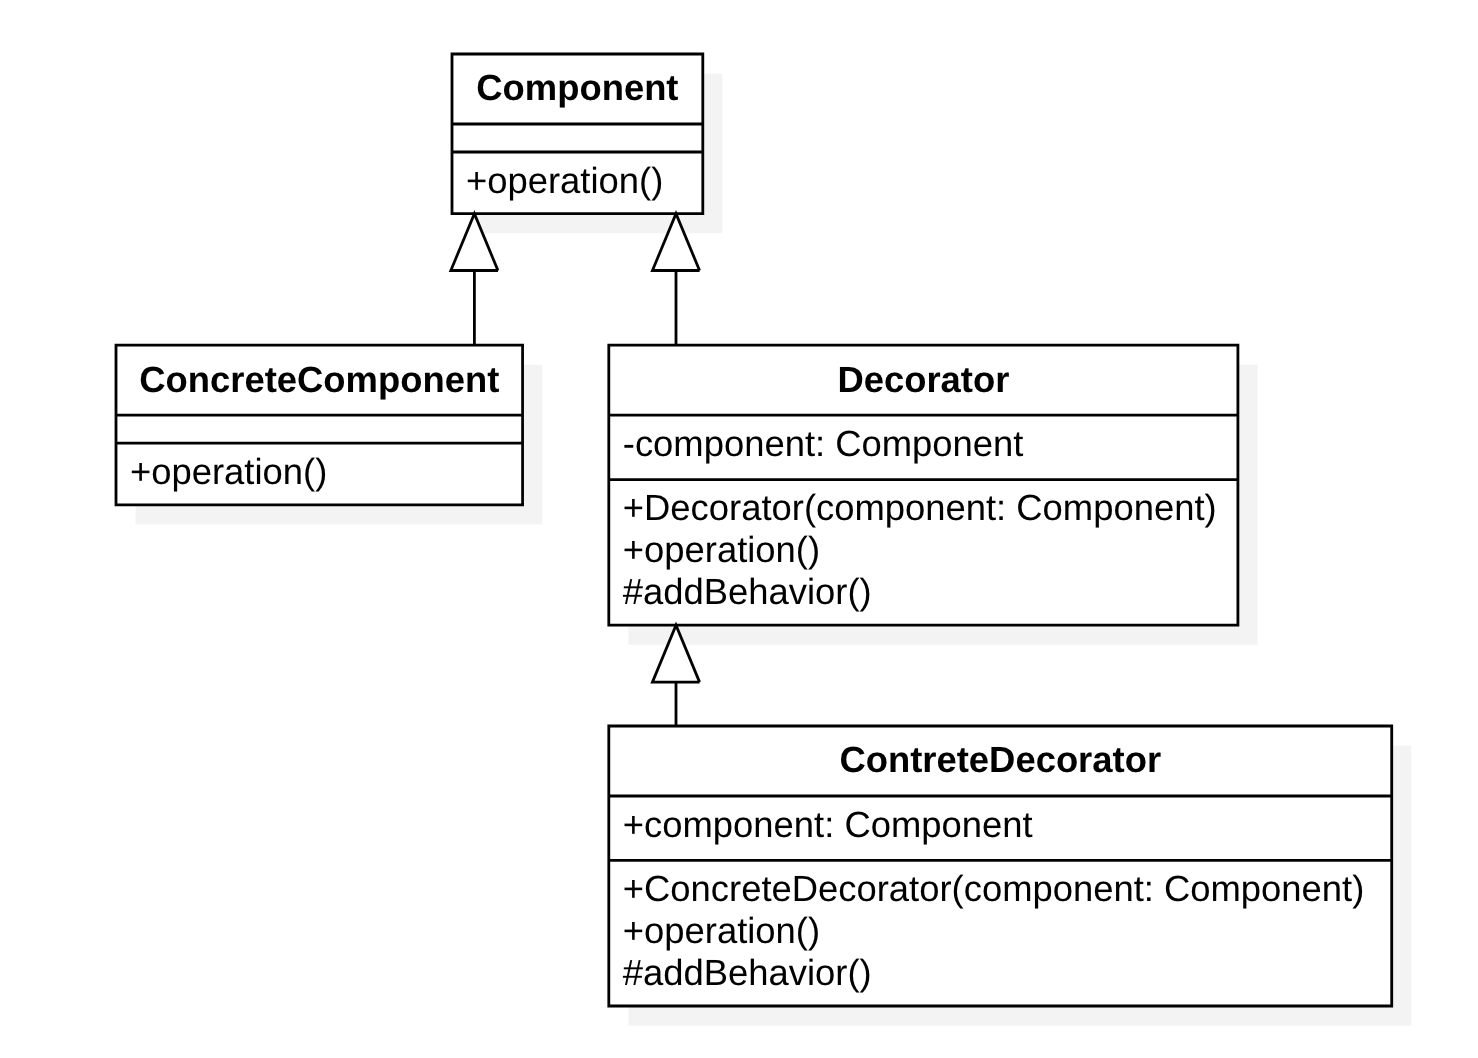 Component
+operation()
ConcreteComponent
+operation()
Decorator
-component: Component
+Decorator(component: Component)
+operation()
#addBehavior()
ContreteDecorator
+component: Component
+ConcreteDecorator(component: Component)
+operation()
#addBehavior()